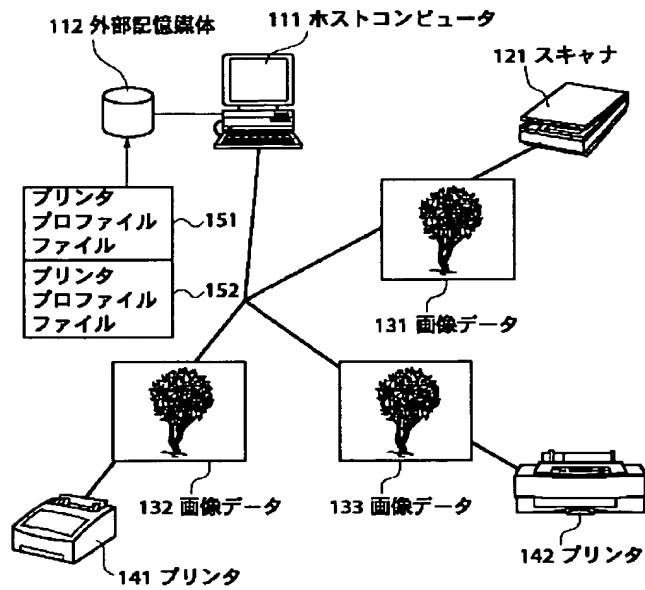 112 外部記憶媒体
111 ホストコンピュータ
121 スキャナ
プリンタ
プロファイル
ファイル
151
プリンタ
プロファイル
ファイル
152
131 画像データ
132 画像データ
133 画像データ
141 プリンタ
142 プリンタ